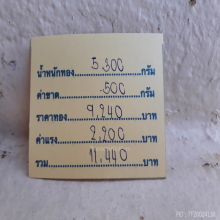 น้ำหนักทอง 5.300 กรัม
ค่าขาด .500 กรัม
ราคาทอง 9,240 บาท
ค่าแรง 2,200 บาท
รวม 11,440 บาท